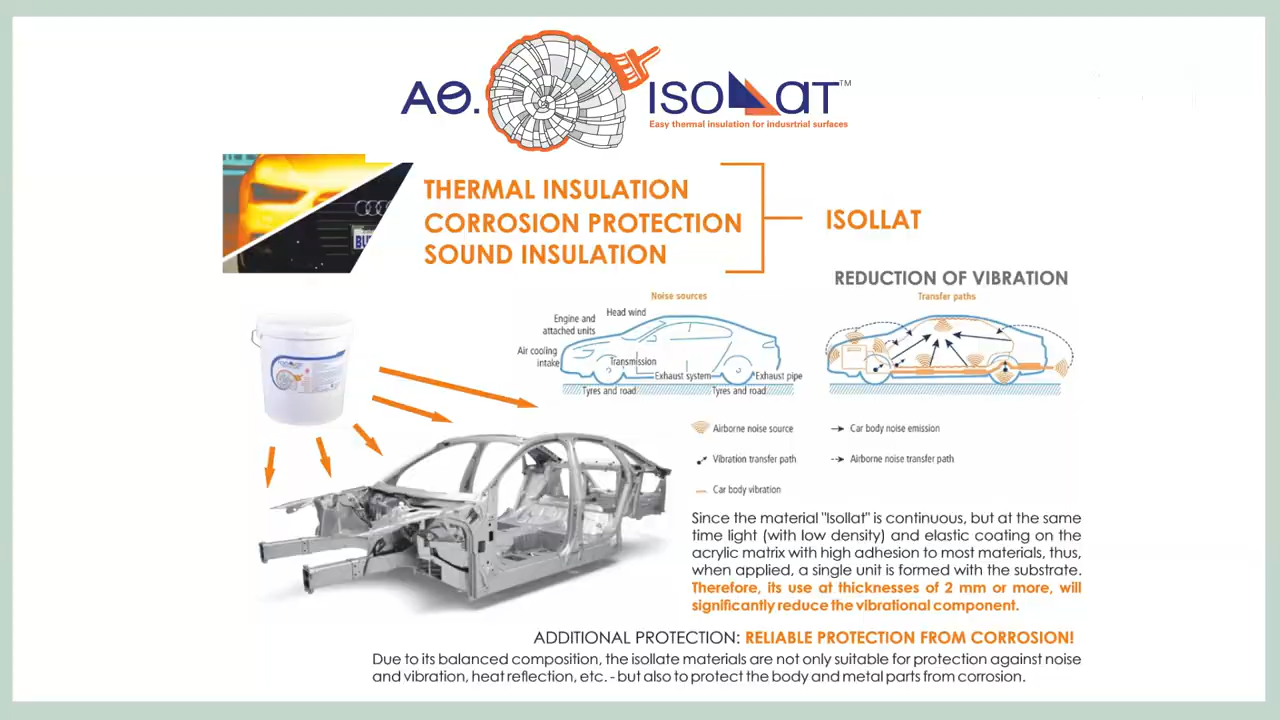 AΘ. ISOLLAT™
Easy thermal insulation for indusrtrial surfaces
THERMAL INSULATION
CORROSION PROTECTION
SOUND INSULATION
ISOLLAT
REDUCTION OF VIBRATION
Noise sources
Transfer paths
Head wind
Engine and
attached units
Air cooling
intake
Transmission
Exhaust system
Exhaust pipe
Tyres and road
Tyres and road
Airborne noise source
Car body noise emission
Vibration transfer path
Airborne noise transfer path
Car body vibration
Since the material "Isollat" is continuous, but at the same
time light (with low density) and elastic coating on the
acrylic matrix with high adhesion to most materials, thus,
when applied, a single unit is formed with the substrate.
Therefore, its use at thicknesses of 2 mm or more, will
significantly reduce the vibrational component.
ADDITIONAL PROTECTION: RELIABLE PROTECTION FROM CORROSION!
Due to its balanced composition, the isollate materials are not only suitable for protection against noise
and vibration, heat reflection, etc. - but also to protect the body and metal parts from corrosion.